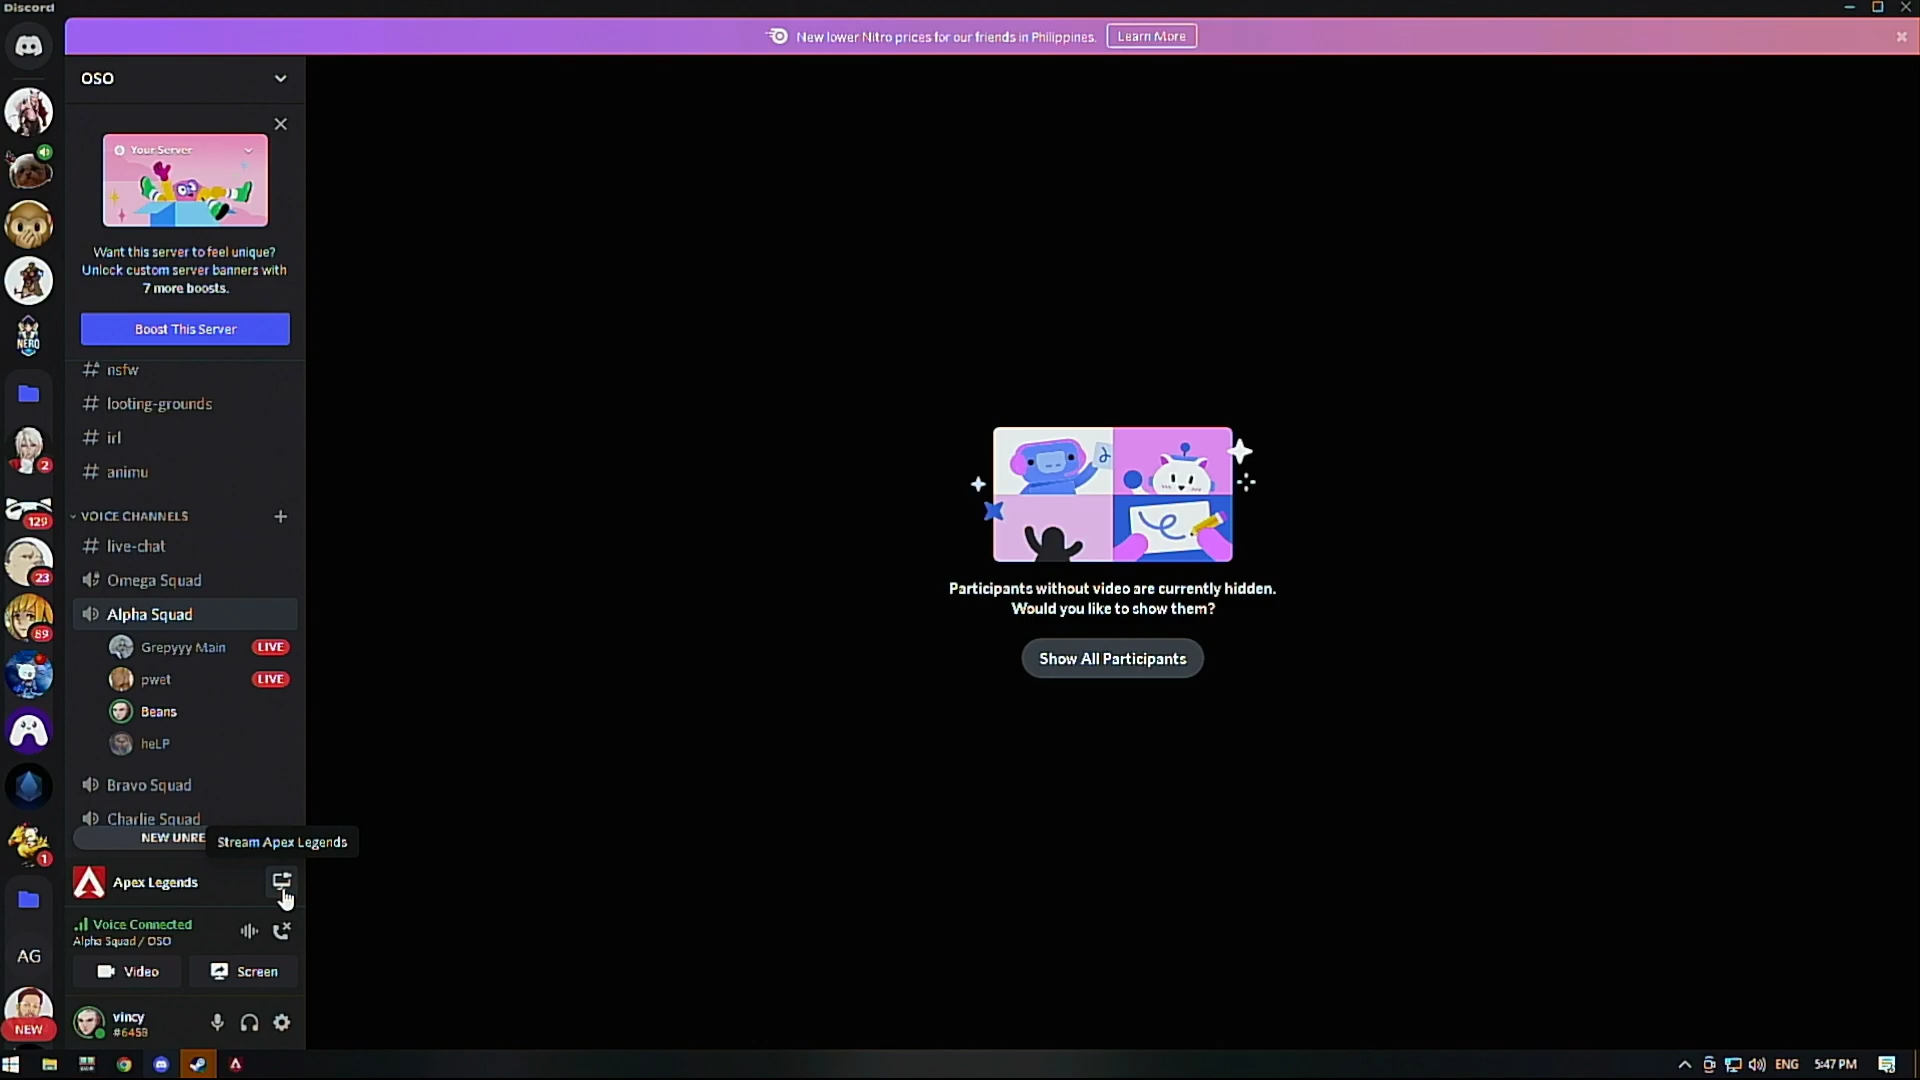 Discord
New lower Nitro prices for our friends in Philippines.
Learn More
OSO
Your Server
Want this server to feel unique?
Unlock custom server banners with
7 more boosts.
Boost This Server
NERO
# nsfw
# looting-grounds
# irl
# animu
VOICE CHANNELS
# live-chat
Omega Squad
Alpha Squad
Grepyyy Main LIVE
pwet LIVE
Beans
heLP
Bravo Squad
Charlie Squad
NEW UNRE
Stream Apex Legends
Apex Legends
Voice Connected
Alpha Squad / OSO
Video
Screen
vincy
#6458
2
129
23
89
1
AG
NEW
Participants without video are currently hidden.
Would you like to show them?
Show All Participants
ENG
5:47 PM